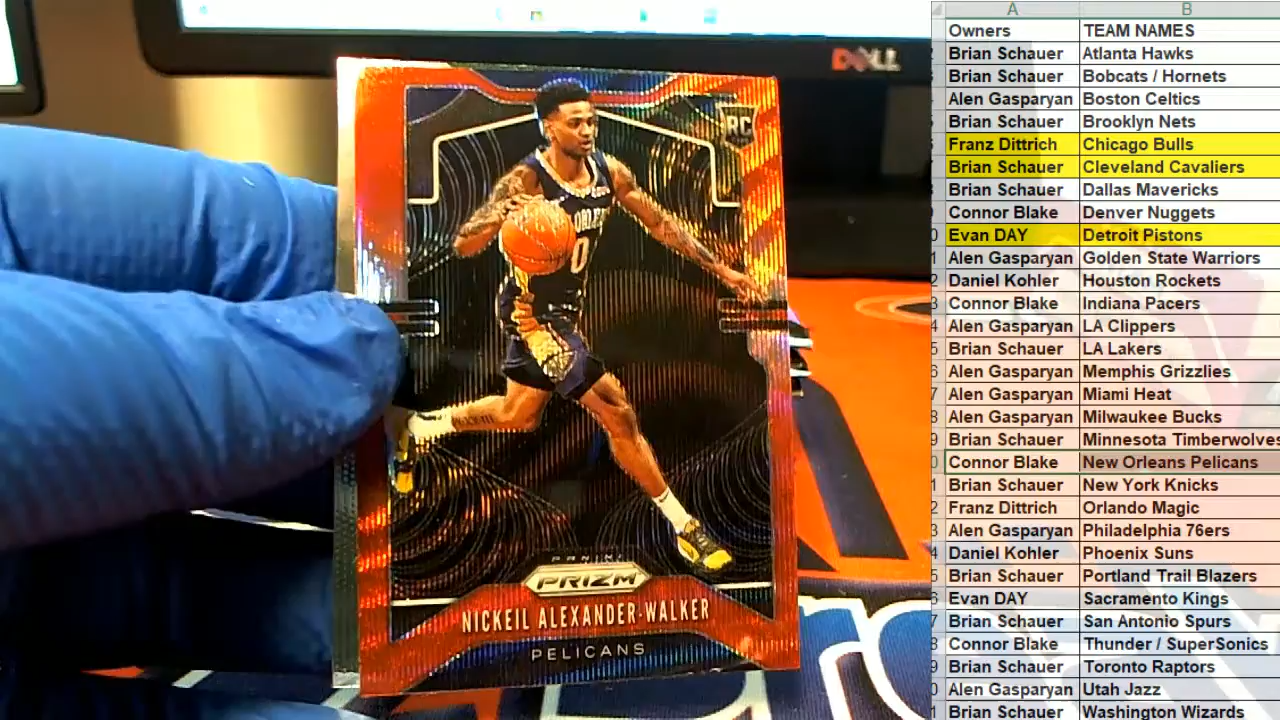 DELL
RC
ORLEANS
0
PANINI
PRIZM
NICKEIL ALEXANDER-WALKER
PELICANS
A B
Owners TEAM NAMES
Brian Schauer Atlanta Hawks
Brian Schauer Bobcats / Hornets
Alen Gasparyan Boston Celtics
Brian Schauer Brooklyn Nets
Franz Dittrich Chicago Bulls
Brian Schauer Cleveland Cavaliers
Brian Schauer Dallas Mavericks
Connor Blake Denver Nuggets
Evan DAY Detroit Pistons
Alen Gasparyan Golden State Warriors
Daniel Kohler Houston Rockets
Connor Blake Indiana Pacers
Alen Gasparyan LA Clippers
Brian Schauer LA Lakers
Alen Gasparyan Memphis Grizzlies
Alen Gasparyan Miami Heat
Alen Gasparyan Milwaukee Bucks
Brian Schauer Minnesota Timberwolves
Connor Blake New Orleans Pelicans
Brian Schauer New York Knicks
Franz Dittrich Orlando Magic
Alen Gasparyan Philadelphia 76ers
Daniel Kohler Phoenix Suns
Brian Schauer Portland Trail Blazers
Evan DAY Sacramento Kings
Brian Schauer San Antonio Spurs
Connor Blake Thunder / SuperSonics
Brian Schauer Toronto Raptors
Alen Gasparyan Utah Jazz
Brian Schauer Washington Wizards